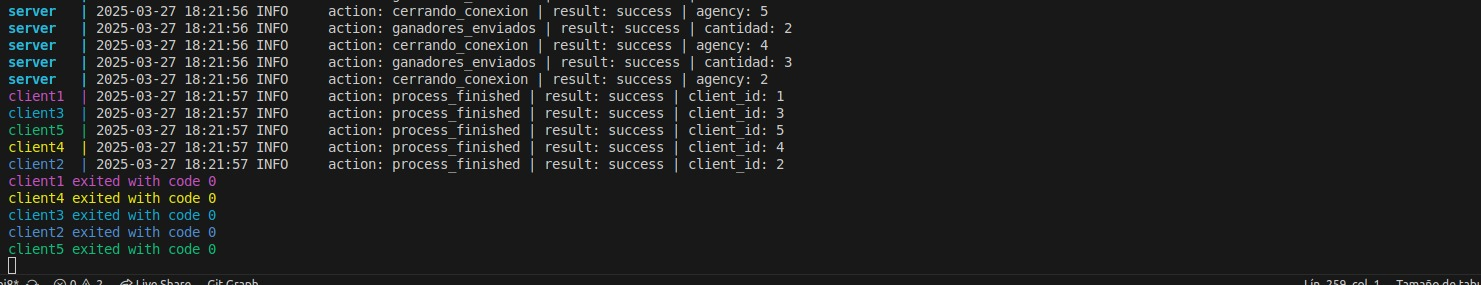 server   | 2025-03-27 18:21:56 INFO     action: cerrando_conexion | result: success | agency: 5
server   | 2025-03-27 18:21:56 INFO     action: ganadores_enviados | result: success | cantidad: 2
server   | 2025-03-27 18:21:56 INFO     action: cerrando_conexion | result: success | agency: 4
server   | 2025-03-27 18:21:56 INFO     action: ganadores_enviados | result: success | cantidad: 3
server   | 2025-03-27 18:21:56 INFO     action: cerrando_conexion | result: success | agency: 2
client1  | 2025-03-27 18:21:57 INFO     action: process_finished | result: success | client_id: 1
client3  | 2025-03-27 18:21:57 INFO     action: process_finished | result: success | client_id: 3
client5  | 2025-03-27 18:21:57 INFO     action: process_finished | result: success | client_id: 5
client4  | 2025-03-27 18:21:57 INFO     action: process_finished | result: success | client_id: 4
client2  | 2025-03-27 18:21:57 INFO     action: process_finished | result: success | client_id: 2
client1 exited with code 0
client4 exited with code 0
client3 exited with code 0
client2 exited with code 0
client5 exited with code 0
0 2 Live Share Git Graph Lín. 259, col. 1 Tamaño de